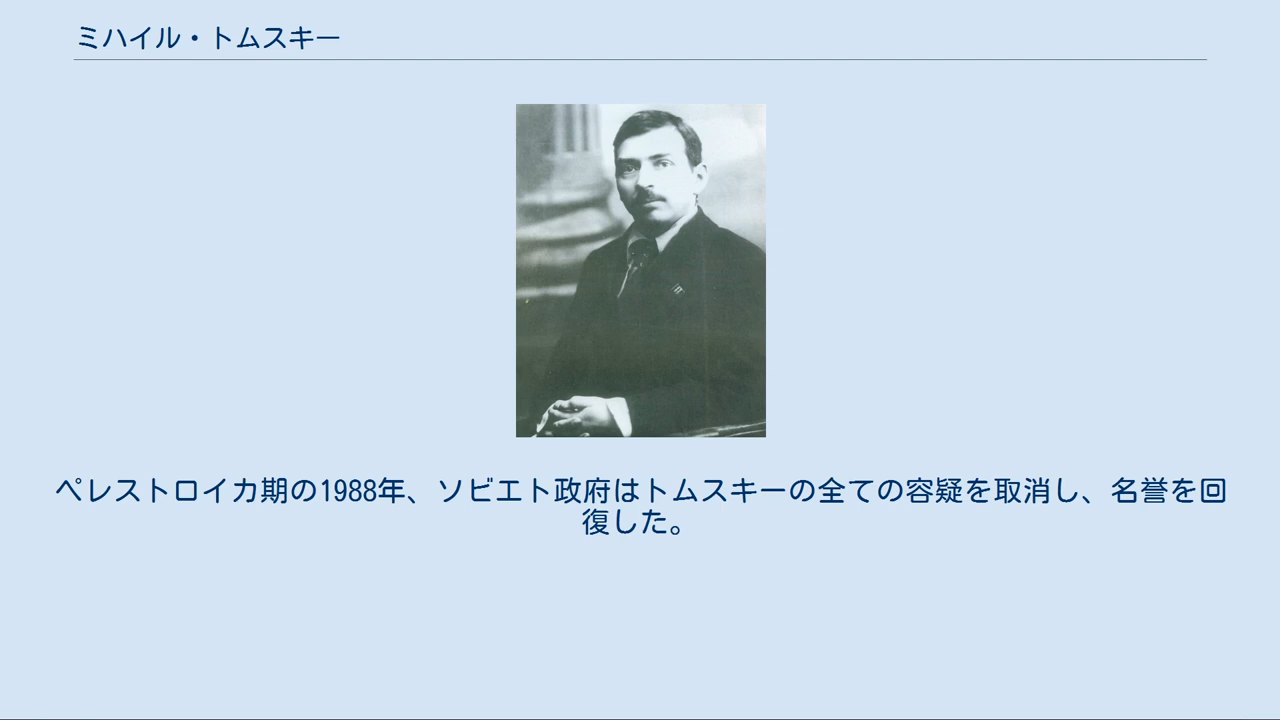 ミハイル・トムスキー
ペレストロイカ期の1988年、ソビエト政府はトムスキーの全ての容疑を取消し、名誉を回
復した。